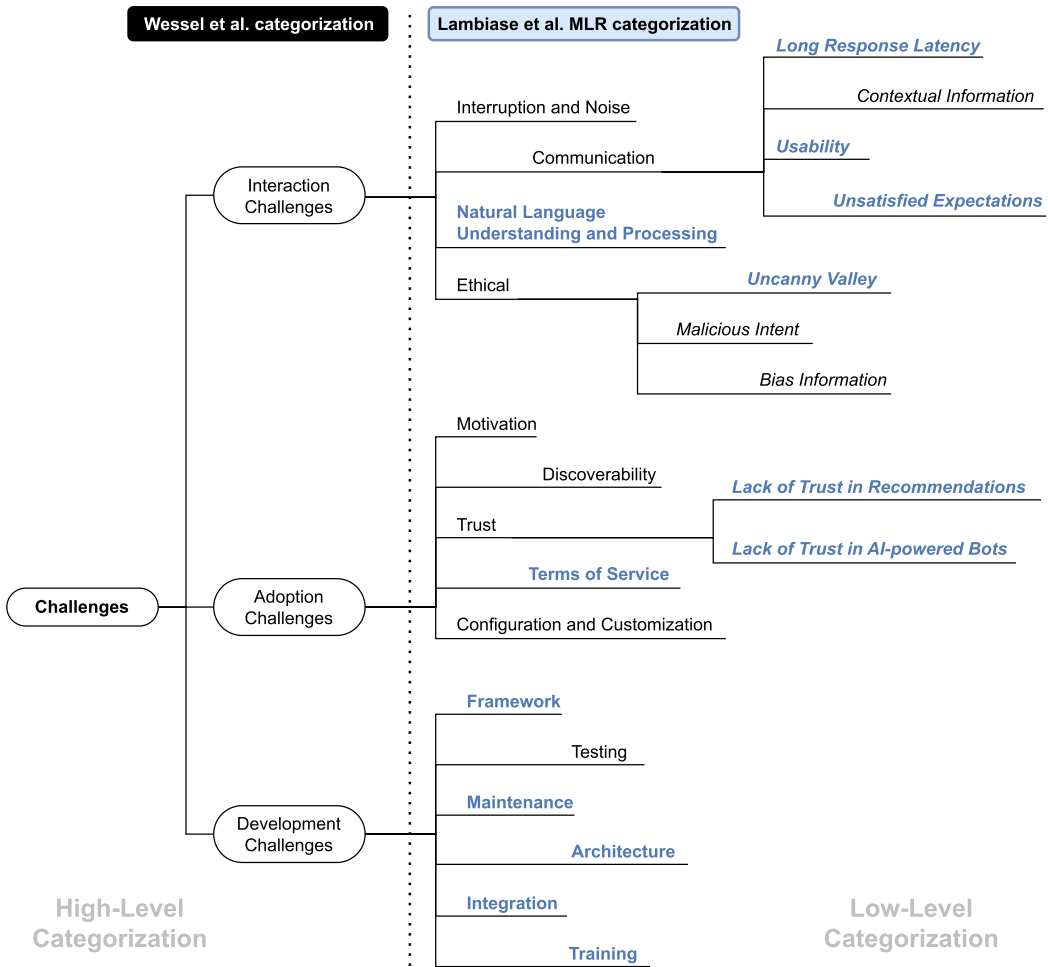 Wessel et al. categorization
Lambiase et al. MLR categorization
Challenges
Interaction
Challenges
Interruption and Noise
Communication
Long Response Latency
Contextual Information
Usability
Unsatisfied Expectations
Natural Language
Understanding and Processing
Ethical
Uncanny Valley
Malicious Intent
Bias Information
Adoption
Challenges
Motivation
Discoverability
Trust
Lack of Trust in Recommendations
Lack of Trust in AI-powered Bots
Terms of Service
Configuration and Customization
Development
Challenges
Framework
Testing
Maintenance
Architecture
Integration
Training
High-Level
Categorization
Low-Level
Categorization